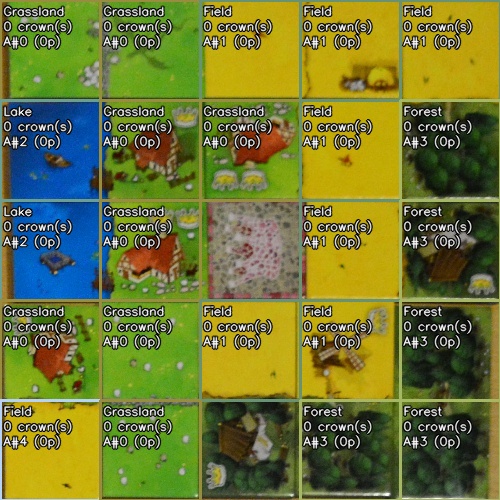 Grassland
0 crown(s)
A#0 (0p)
Grassland
0 crown(s)
A#0 (0p)
Field
0 crown(s)
A#1 (0p)
Field
0 crown(s)
A#1 (0p)
Field
0 crown(s)
A#1 (0p)
Lake
0 crown(s)
A#2 (0p)
Grassland
0 crown(s)
A#0 (0p)
Grassland
0 crown(s)
A#0 (0p)
Field
0 crown(s)
A#1 (0p)
Forest
0 crown(s)
A#3 (0p)
Lake
0 crown(s)
A#2 (0p)
Grassland
0 crown(s)
A#0 (0p)
Field
0 crown(s)
A#1 (0p)
Forest
0 crown(s)
A#3 (0p)
Grassland
0 crown(s)
A#0 (0p)
Grassland
0 crown(s)
A#0 (0p)
Field
0 crown(s)
A#1 (0p)
Field
0 crown(s)
A#1 (0p)
Forest
0 crown(s)
A#3 (0p)
Field
0 crown(s)
A#4 (0p)
Grassland
0 crown(s)
A#0 (0p)
Forest
0 crown(s)
A#3 (0p)
Forest
0 crown(s)
A#3 (0p)